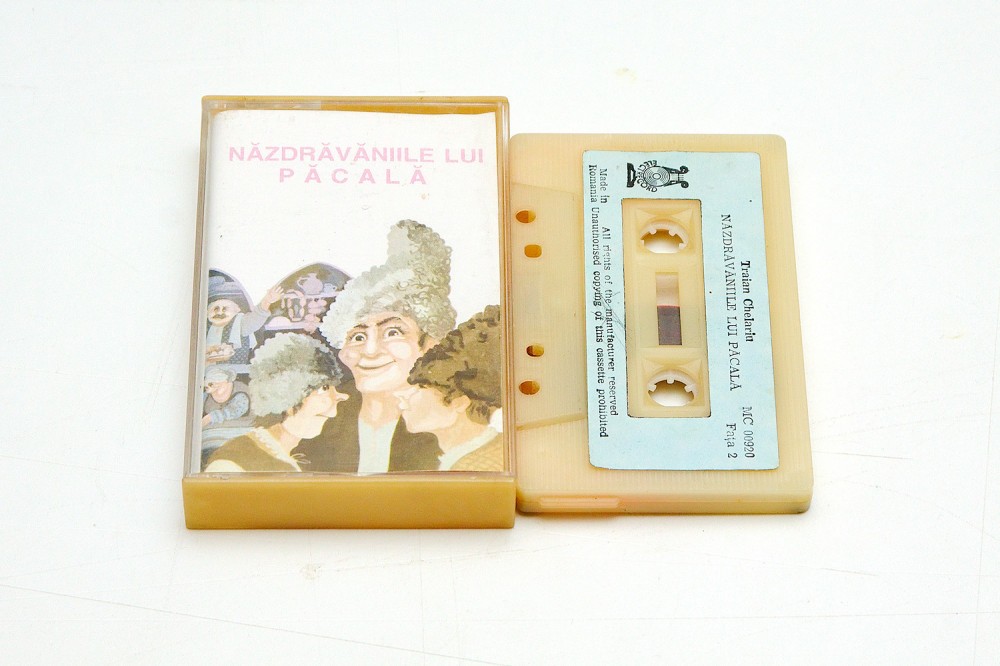 NĂZDRĂVĂNIILE LUI
PĂCALĂ
ELECTRECORD
Traian Chelariu
NĂZDRĂVĂNIILE LUI PĂCALĂ
MC 00920
Fața 2
Made in
Romania
All rights of the manufacturer reserved
Unauthorised copying of this cassette prohibited